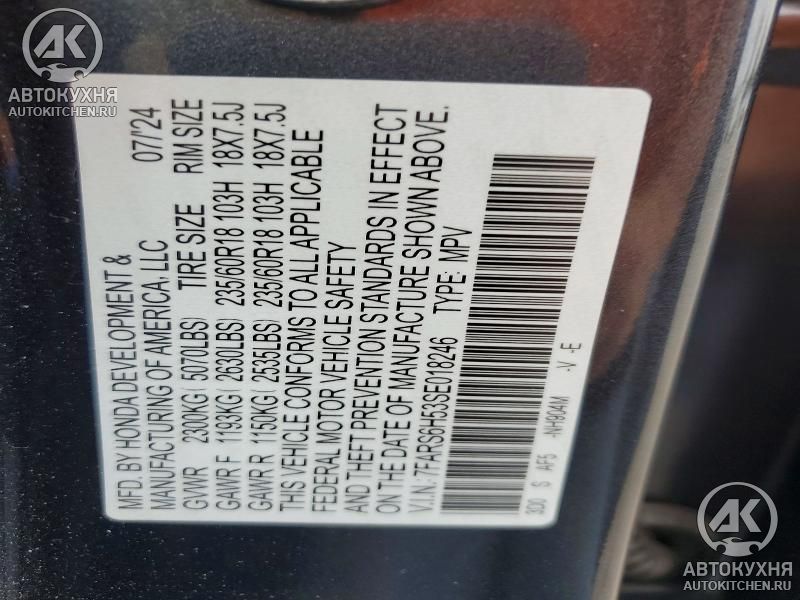 AK
АВТОКУХНЯ
AUTOKITCHEN.RU
MFD. BY HONDA DEVELOPMENT &
MANUFACTURING OF AMERICA, LLC 07/'24
GVWR 2300KG( 5070LBS) TIRE SIZE RIM SIZE
GAWR F 1193KG( 2630LBS) 235/60R18 103H 18X7.5J
GAWR R 1150KG( 2535LBS) 235/60R18 103H 18X7.5J
THIS VEHICLE CONFORMS TO ALL APPLICABLE
FEDERAL MOTOR VEHICLE SAFETY
AND THEFT PREVENTION STANDARDS IN EFFECT
ON THE DATE OF MANUFACTURE SHOWN ABOVE.
V.I.N: 7FARS6H53SE018246 TYPE: MPV
3D0 S AF5 -NH904M -V -E
AK
АВТОКУХНЯ
AUTOKITCHEN.RU